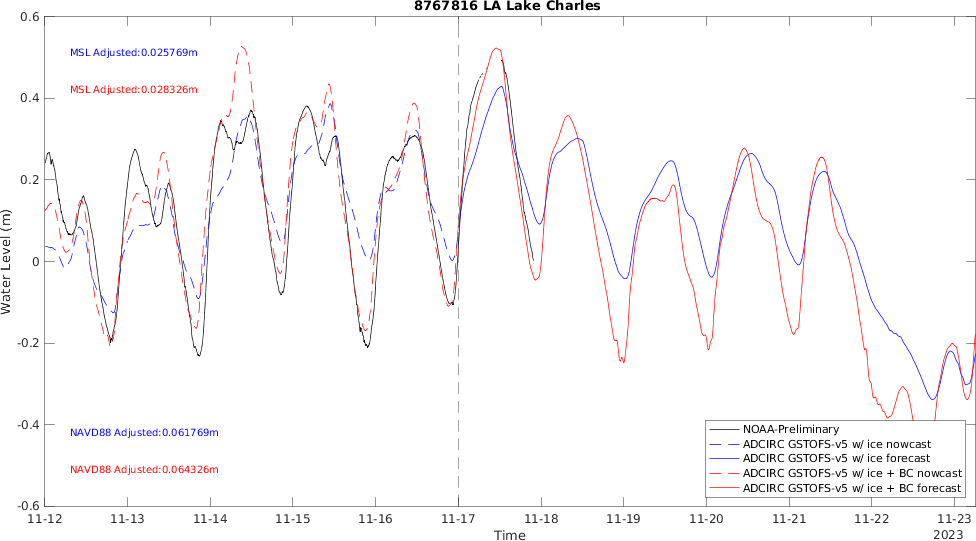 8767816 LA Lake Charles
MSL Adjusted:0.025769m
MSL Adjusted:0.028326m
NAVD88 Adjusted:0.061769m
NAVD88 Adjusted:0.064326m
Water Level (m)
0.6
0.4
0.2
0
-0.2
-0.4
-0.6
NOAA-Preliminary
ADCIRC GSTOFS-v5 w/ ice nowcast
ADCIRC GSTOFS-v5 w/ ice forecast
ADCIRC GSTOFS-v5 w/ ice + BC nowcast
ADCIRC GSTOFS-v5 w/ ice + BC forecast
11-12 11-13 11-14 11-15 11-16 11-17 11-18 11-19 11-20 11-21 11-22 11-23
Time
2023